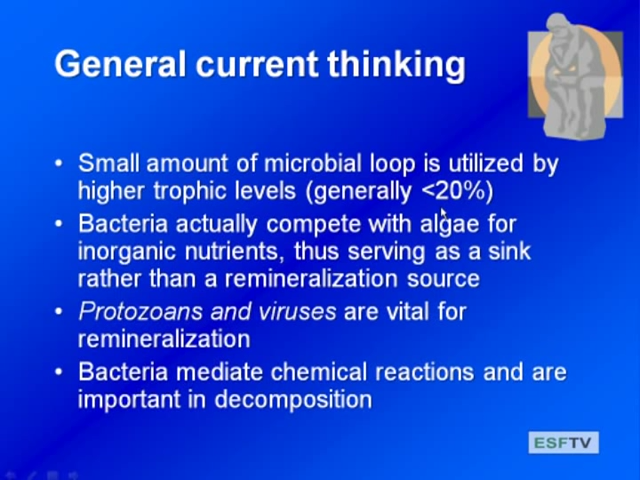 General current thinking
• Small amount of microbial loop is utilized by
higher trophic levels (generally <20%)
• Bacteria actually compete with algae for
inorganic nutrients, thus serving as a sink
rather than a remineralization source
• Protozoans and viruses are vital for
remineralization
• Bacteria mediate chemical reactions and are
important in decomposition
ESFTV